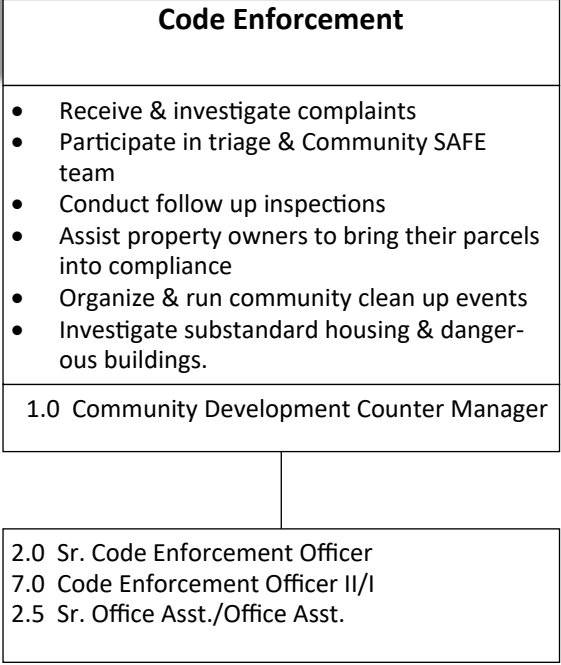 Code Enforcement
• Receive & investigate complaints
• Participate in triage & Community SAFE
team
• Conduct follow up inspections
• Assist property owners to bring their parcels
into compliance
• Organize & run community clean up events
• Investigate substandard housing & danger-
ous buildings.
1.0 Community Development Counter Manager
2.0 Sr. Code Enforcement Officer
7.0 Code Enforcement Officer II/I
2.5 Sr. Office Asst./Office Asst.